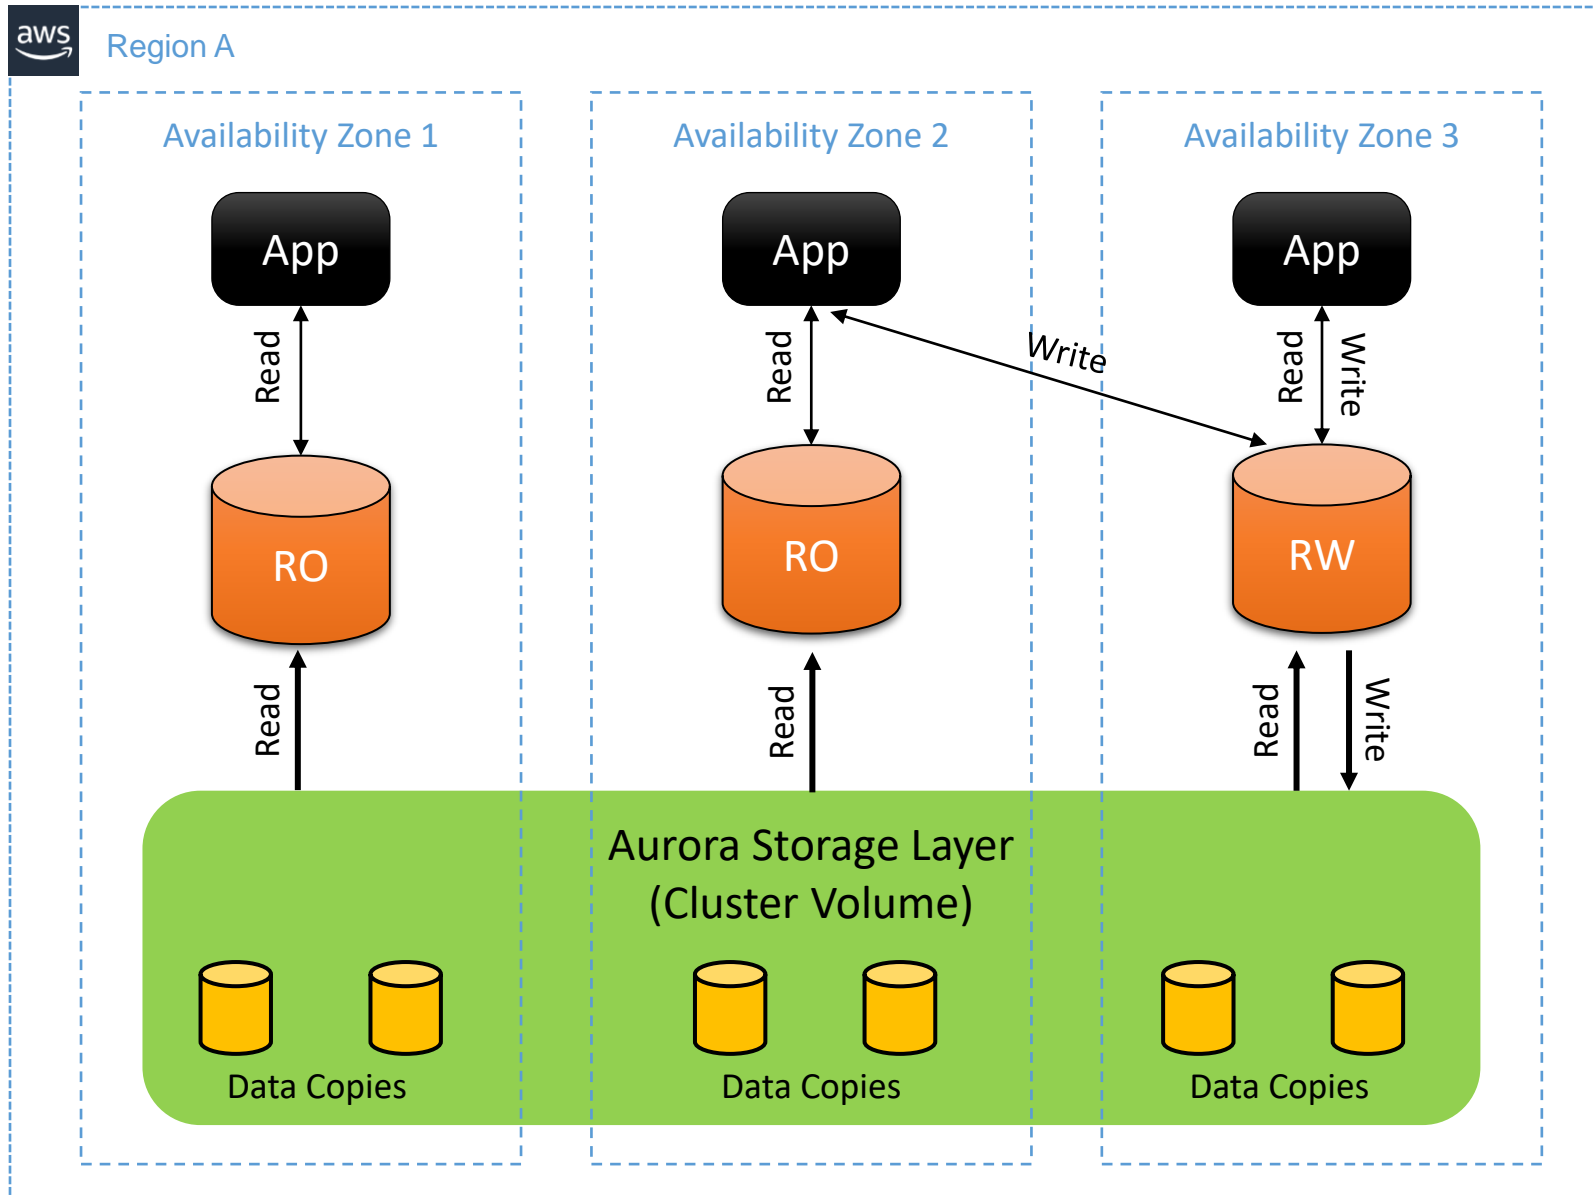 aws
Region A
Availability Zone 1
Availability Zone 2
Availability Zone 3
App
App
App
Read
Read
Write
Read
Write
RO
RO
RW
Read
Read
Read
Write
Aurora Storage Layer
(Cluster Volume)
Data Copies
Data Copies
Data Copies